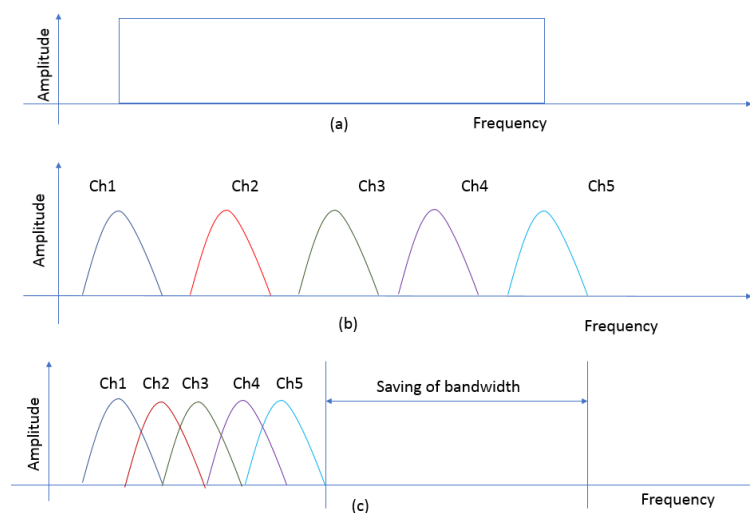 Amplitude
(a)
Frequency
Ch1 Ch2 Ch3 Ch4 Ch5
Amplitude
(b)
Frequency
Ch1 Ch2 Ch3 Ch4 Ch5
Saving of bandwidth
Amplitude
(c)
Frequency